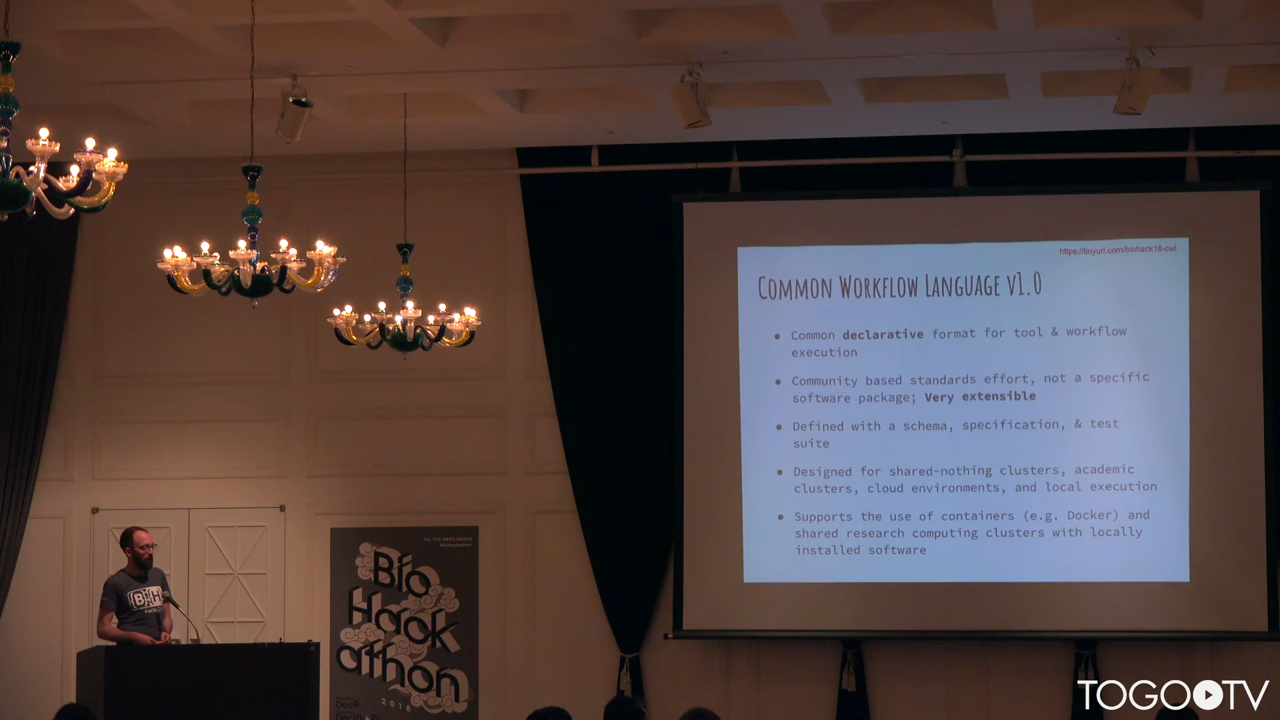 https://tinyurl.com/biohack18-cwl
Common Workflow Language v1.0
● Common declarative format for tool & workflow
execution
● Community based standards effort, not a specific
software package; Very extensible
● Defined with a schema, specification, & test
suite
● Designed for shared-nothing clusters, academic
clusters, cloud environments, and local execution
● Supports the use of containers (e.g. Docker) and
shared research computing clusters with locally
installed software
Bio
Hack
athon
2018
TOGOTV